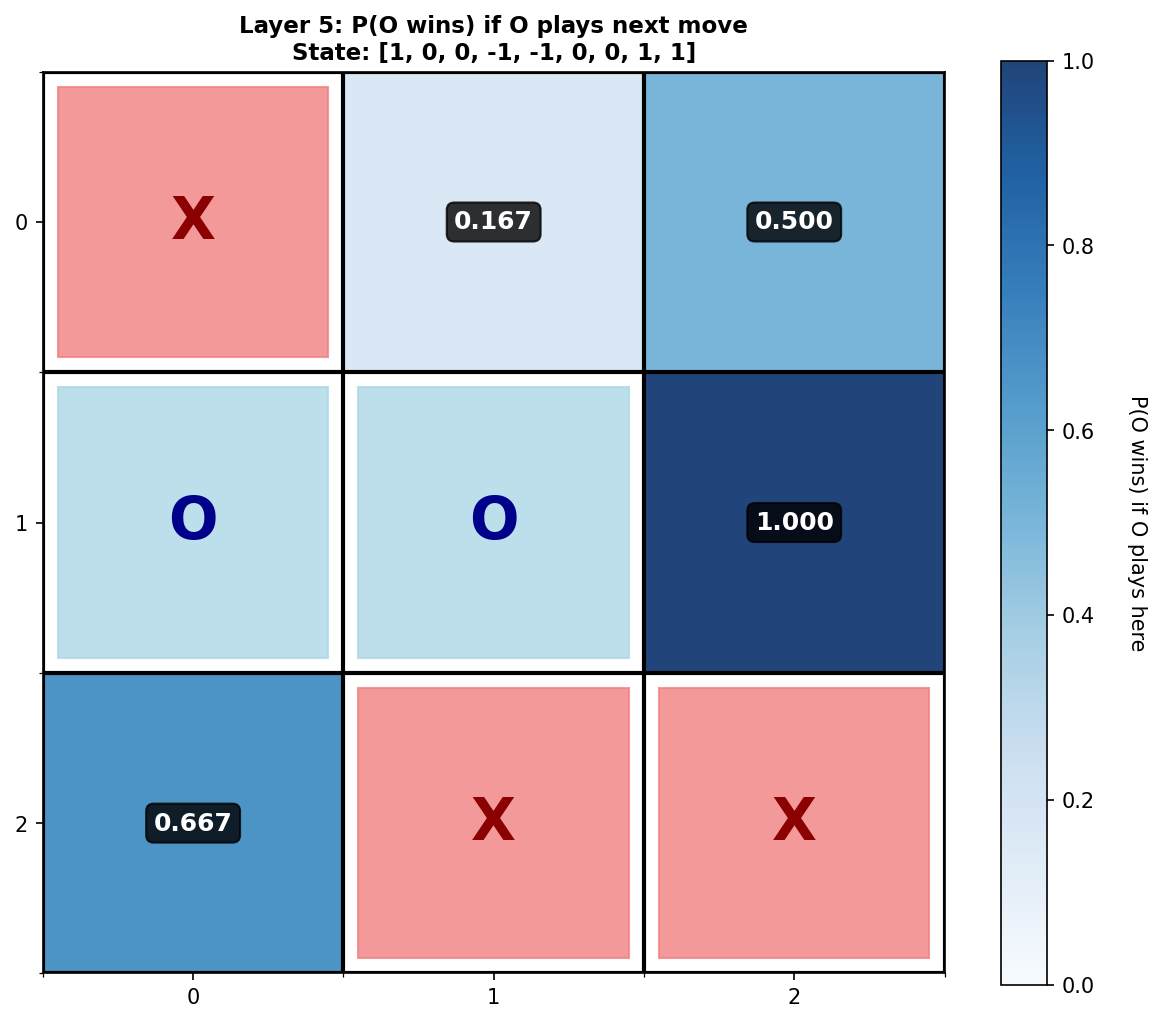 Layer 5: P(O wins) if O plays next move
State: [1, 0, 0, -1, -1, 0, 0, 1, 1]
0
X
0.167
0.500
1
O
O
1.000
2
0.667
X
X
0
1
2
1.0
0.8
0.6
0.4
0.2
0.0
P(O wins) if O plays here